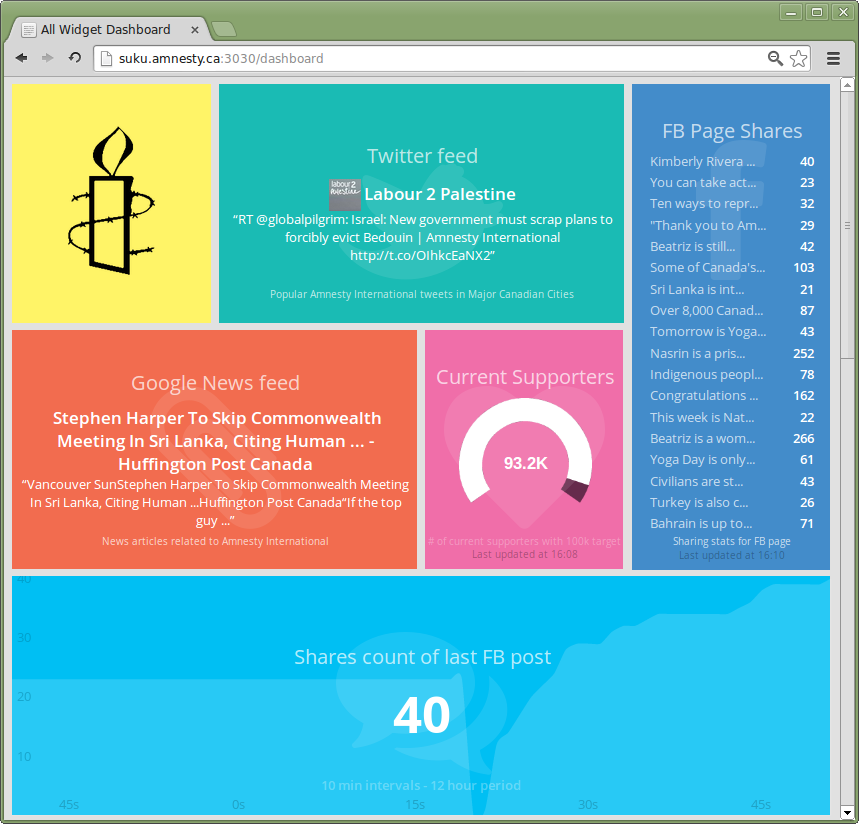 All Widget Dashboard
suku.amnesty.ca:3030/dashboard
Twitter feed
labour2
palestine
Labour 2 Palestine
“RT @globalpilgrim: Israel: New government must scrap plans to
forcibly evict Bedouin | Amnesty International
http://t.co/OIhkcEaNX2”
Popular Amnesty International tweets in Major Canadian Cities
FB Page Shares
Kimberly Rivera ... 40
You can take act... 23
Ten ways to repr... 32
"Thank you to Am... 29
Beatriz is still... 42
Some of Canada's... 103
Sri Lanka is int... 21
Over 8,000 Canad... 87
Tomorrow is Yoga... 43
Nasrin is a pris... 252
Indigenous peopl... 78
Congratulations ... 162
This week is Nat... 22
Beatriz is a wom... 266
Yoga Day is only... 61
Civilians are st... 43
Turkey is also c... 26
Bahrain is up to... 71
Sharing stats for FB page
Last updated at 16:10
Google News feed
Stephen Harper To Skip Commonwealth
Meeting In Sri Lanka, Citing Human ... -
Huffington Post Canada
“Vancouver SunStephen Harper To Skip Commonwealth Meeting
In Sri Lanka, Citing Human ...Huffington Post Canada“If the top
guy ...”
News articles related to Amnesty International
Current Supporters
93.2K
# of current supporters with 100k target
Last updated at 16:08
Shares count of last FB post
40
10 min intervals - 12 hour period
40
30
20
10
45s 0s 15s 30s 45s